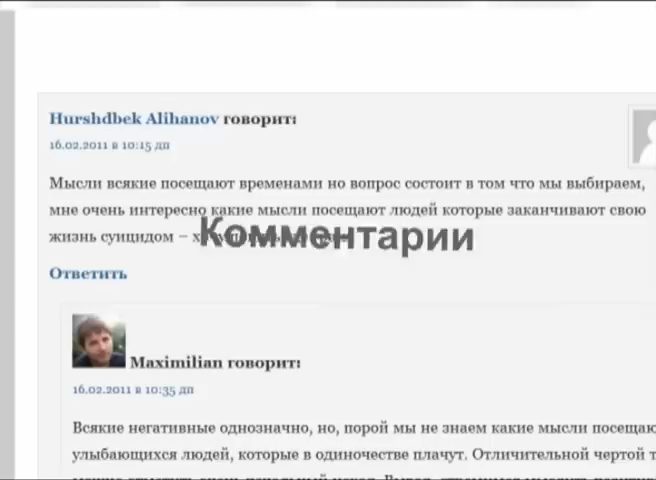 Hurshdbek Alihanov говорит:
16.02.2011 в 10:15 дп
Мысли всякие посещают временами но вопрос состоит в том что мы выбираем,
мне очень интересно какие мысли посещают людей которые заканчивают свою
жизнь суицидом –
Комментарии
Ответить
Maximilian говорит:
16.02.2011 в 10:35 дп
Всякие негативные однозначно, но, порой мы не знаем какие мысли посещаю
улыбающихся людей, которые в одиночестве плачут. Отличительной чертой т